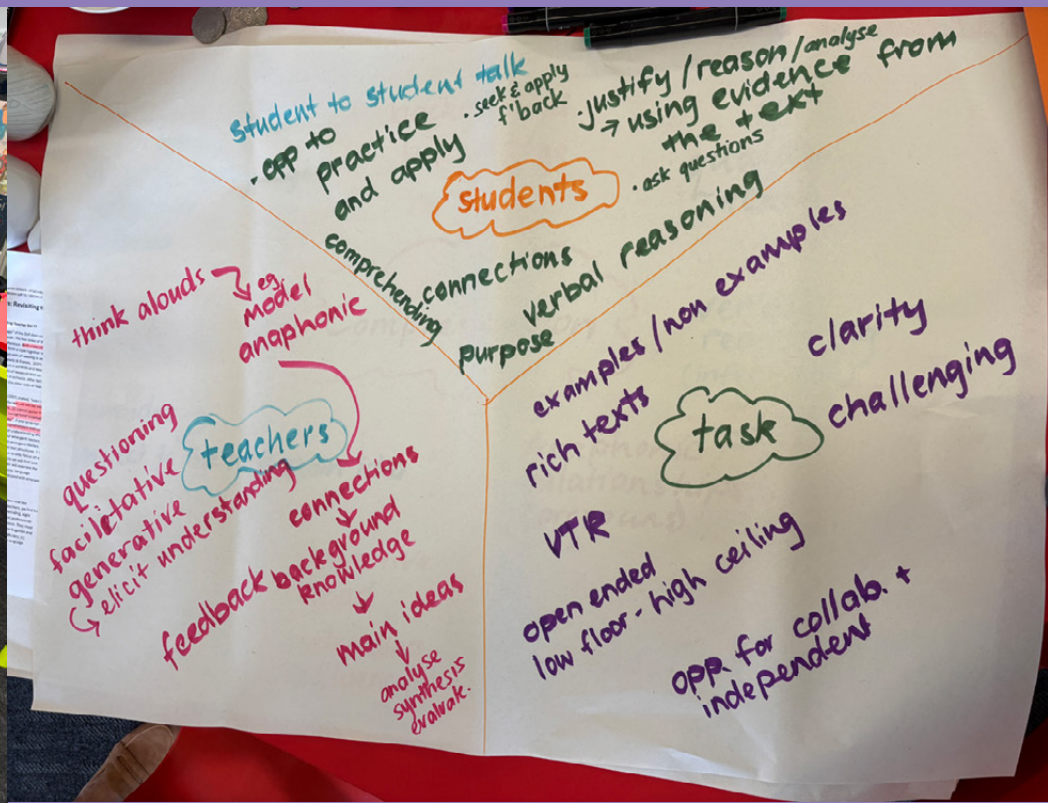 student to student talk
. opp to
practice
and apply
. seek & apply
f'back
. justify / reason / analyse
→ using evidence from
the text
. ask questions
students
comprehending
connections
verbal reasoning
purpose
think alouds
eg.
model
anaphonic
teachers
questioning
facilitative
generative
elicit understanding
feedback
connections
background
knowledge
main ideas
analyse
synthesis
evaluate.
task
examples / non examples
rich texts
clarity
challenging
VTR
open ended
low floor - high ceiling
opp. for collab. +
independent